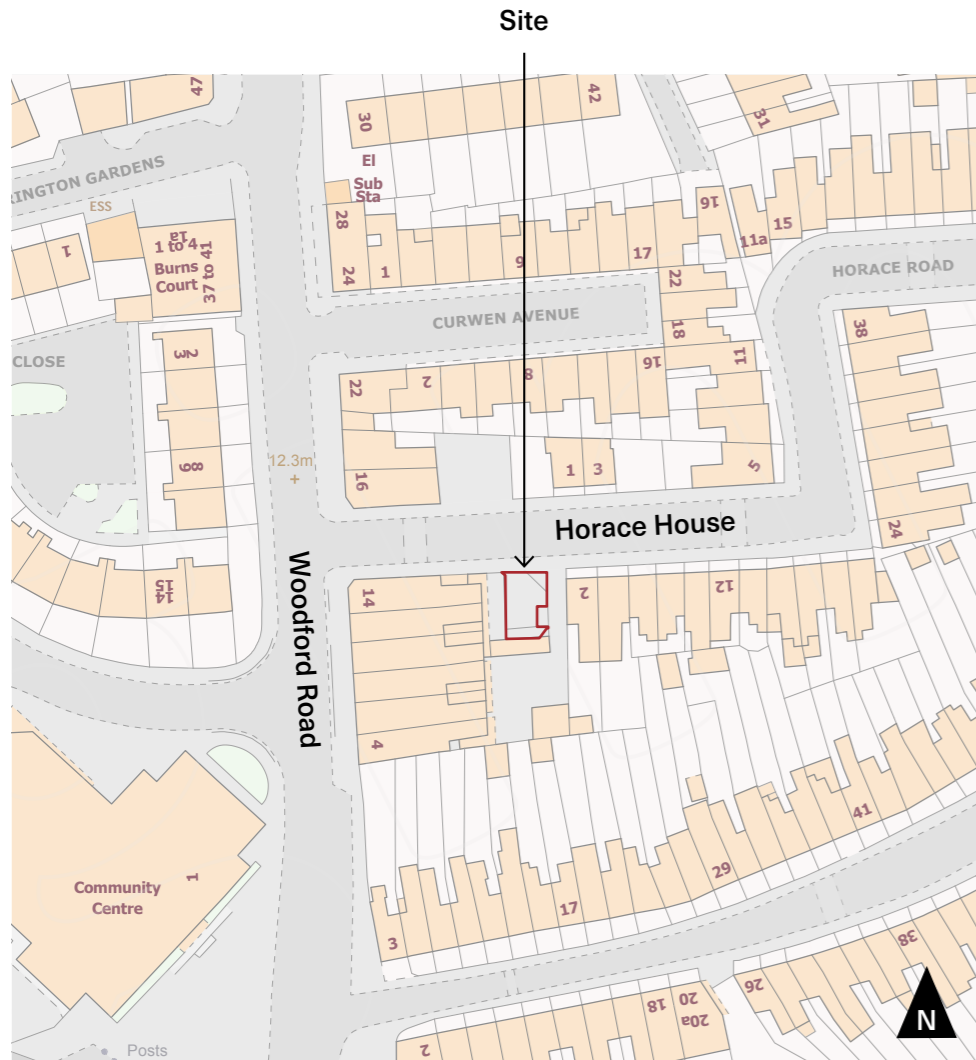 Site
47
30
42
31
El
Sub
Sta
RINGTON GARDENS
ESS
1
1a
1 to 4
Burns
Court
37 to 41
28
24
1
9
17
16
11a
15
HORACE ROAD
22
18
CURWEN AVENUE
CLOSE
2
3
22
2
8
16
11
38
12.3m
8
9
16
1
3
5
Horace House
24
15
14
14
2
12
Woodford Road
4
41
29
17
3
Community
Centre
1
38
26
20
18
20a
2
Posts
N